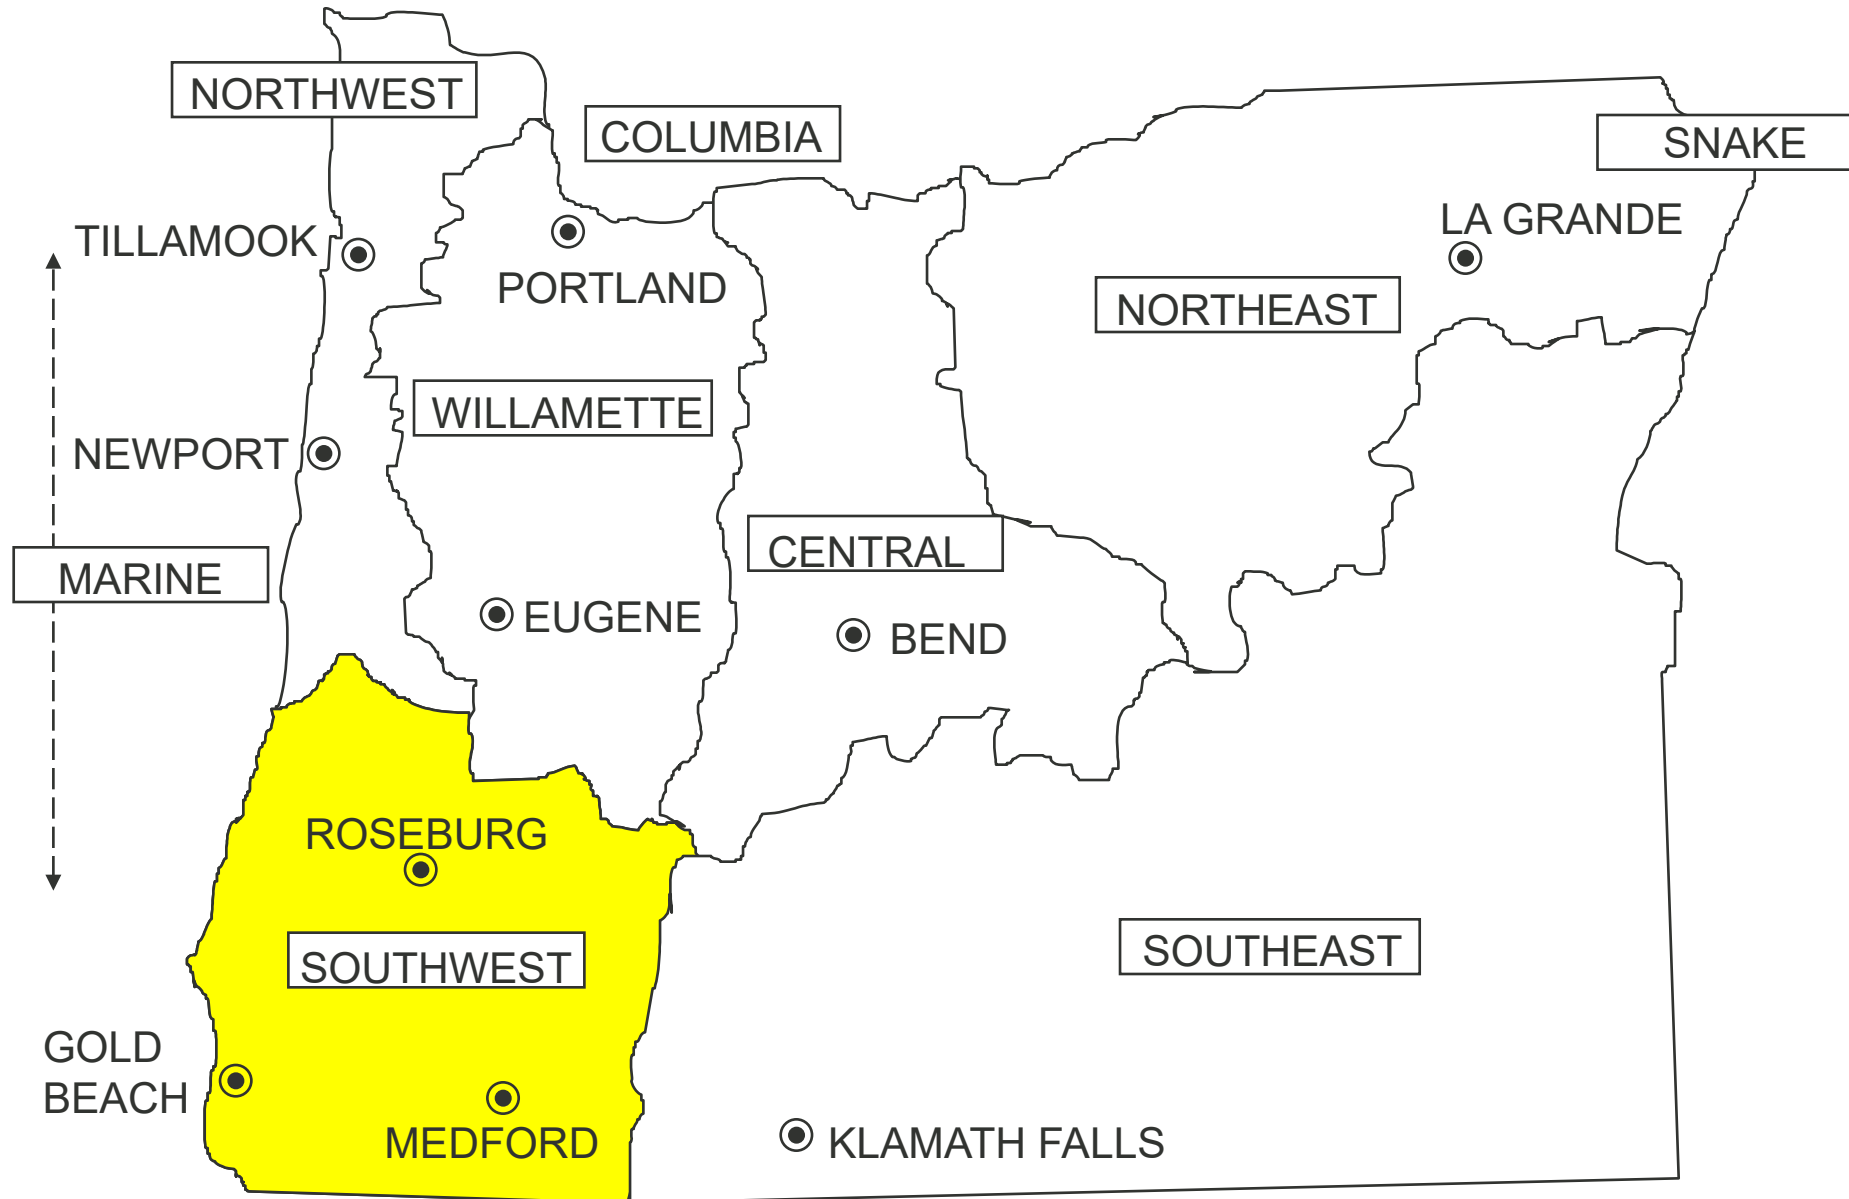 NORTHWEST
COLUMBIA
SNAKE
TILLAMOOK
PORTLAND
LA GRANDE
NORTHEAST
WILLAMETTE
NEWPORT
CENTRAL
MARINE
EUGENE
BEND
ROSEBURG
SOUTHWEST
SOUTHEAST
GOLD
BEACH
MEDFORD
KLAMATH FALLS